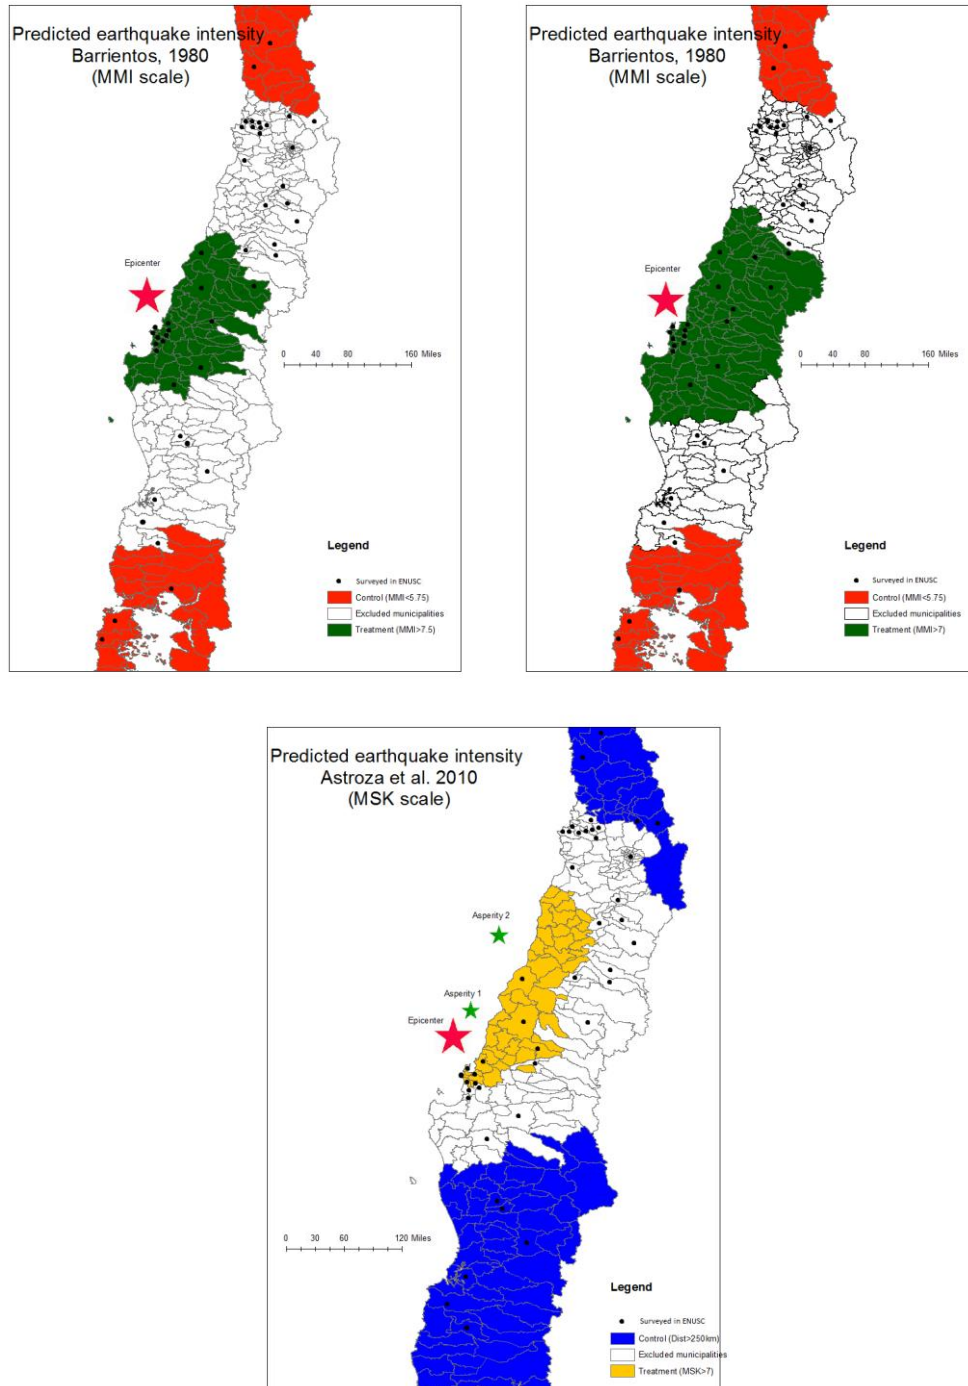 Predicted earthquake intensity
Barrientos, 1980
(MMI scale)
Epicenter
0 40 80 160 Miles
Legend
Surveyed in ENUSC
Control (MMI<5.75)
Excluded municipalities
Treatment (MMI>7.5)
Predicted earthquake intensity
Barrientos, 1980
(MMI scale)
Epicenter
0 40 80 160 Miles
Legend
Surveyed in ENUSC
Control (MMI<5.75)
Excluded municipalities
Treatment (MMI>7)
Predicted earthquake intensity
Astroza et al. 2010
(MSK scale)
Asperity 2
Asperity 1
Epicenter
0 30 60 120 Miles
Legend
Surveyed in ENUSC
Control (Dist>250km)
Excluded municipalities
Treatment (MSK>7)